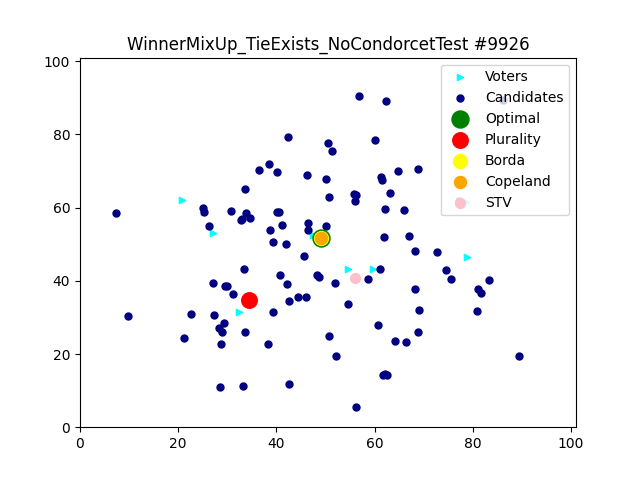 WinnerMixUp_TieExists_NoCondorcetTest #9926
100
80
60
40
20
0
0 20 40 60 80 100
Voters
Candidates
Optimal
Plurality
Borda
Copeland
STV